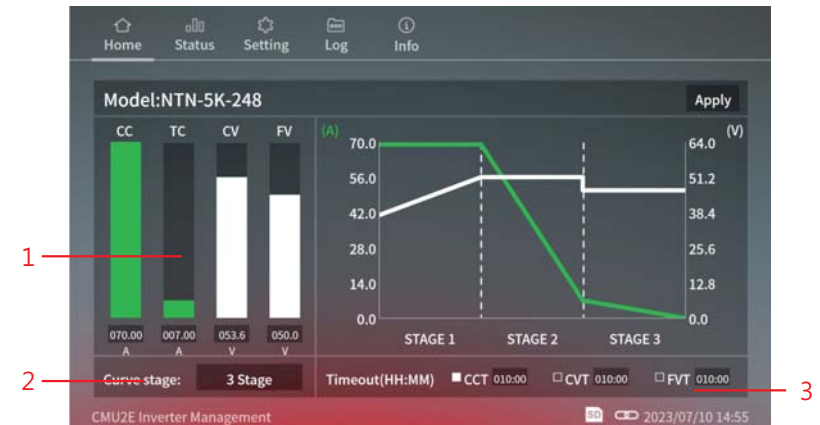 Home Status Setting Log Info
Model:NTN-5K-248 Apply
CC TC CV FV
(A) (V)
70.0 64.0
56.0 51.2
42.0 38.4
28.0 25.6
14.0 12.8
0.0 0.0
1
STAGE 1 STAGE 2 STAGE 3
070.00 007.00 053.6 050.0
A A V V
2
Curve stage: 3 Stage
Timeout(HH:MM) CCT 010:00 CVT 010:00 FVT 010:00
3
CMU2E Inverter Management SD 2023/07/10 14:55